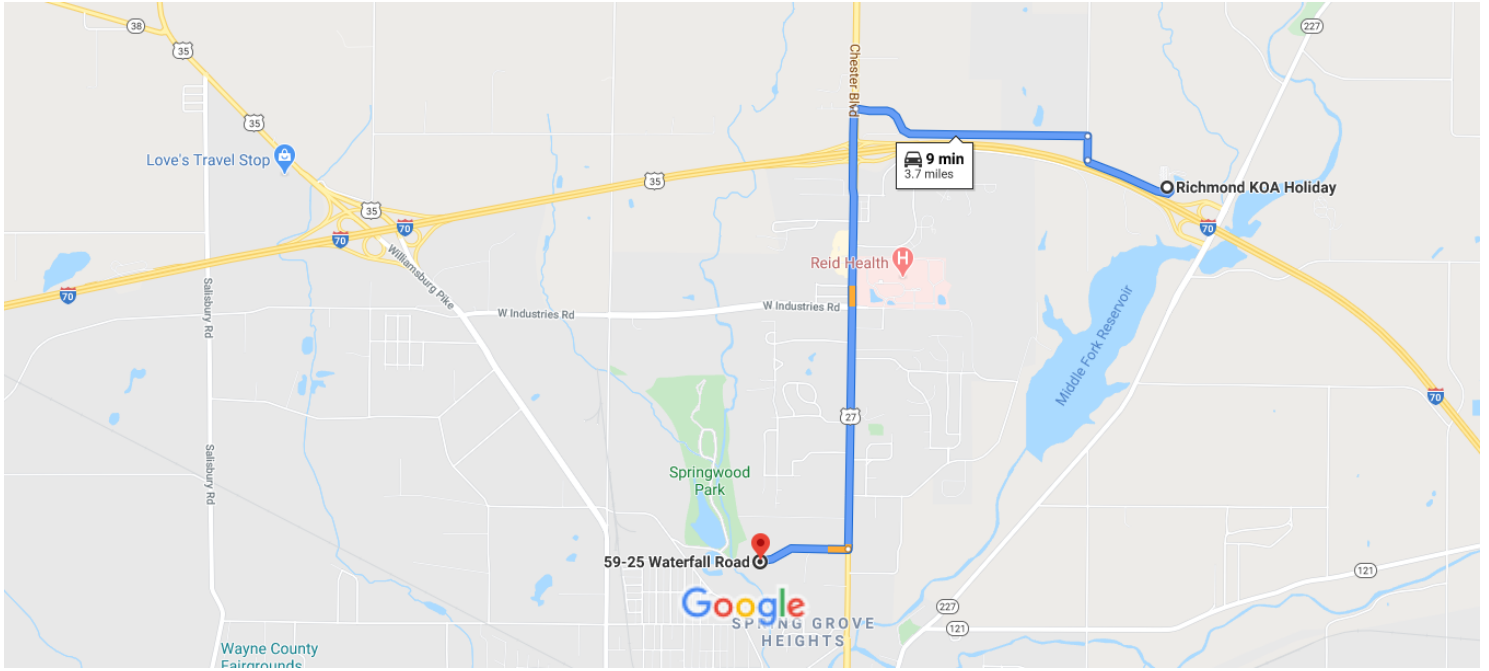 38
35
227
35
Chester Blvd
35
9 min
3.7 miles
Love's Travel Stop
35
Richmond KOA Holiday
35
70
70
70
Williamsburg Pike
Reid Health
H
70
Salisbury Rd
W Industries Rd
W Industries Rd
Middle Fork Reservoir
70
27
Salisbury Rd
Springwood
Park
59-25 Waterfall Road
121
Google
227
SPRING GROVE
HEIGHTS
121
Wayne County
Fairgrounds